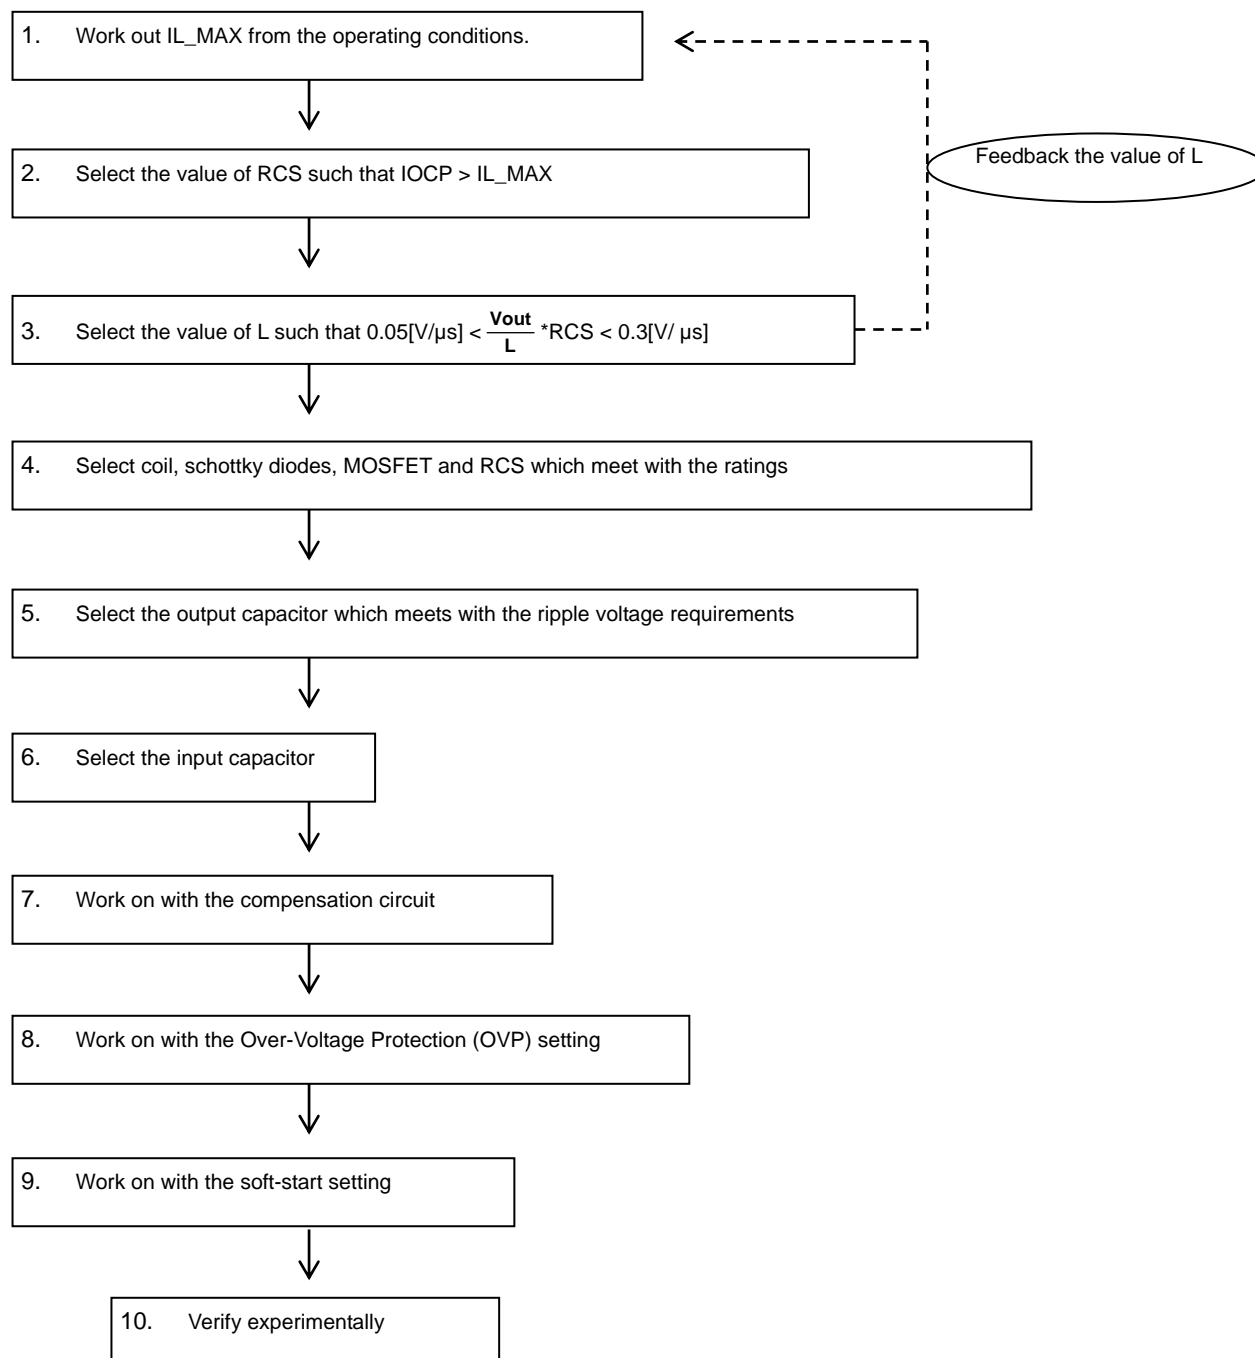 1. Work out IL_MAX from the operating conditions.
Feedback the value of L
2. Select the value of RCS such that IOCP > IL_MAX
3. Select the value of L such that 0.05[V/µs] < Vout/L *RCS < 0.3[V/ µs]
4. Select coil, schottky diodes, MOSFET and RCS which meet with the ratings
5. Select the output capacitor which meets with the ripple voltage requirements
6. Select the input capacitor
7. Work on with the compensation circuit
8. Work on with the Over-Voltage Protection (OVP) setting
9. Work on with the soft-start setting
10. Verify experimentally